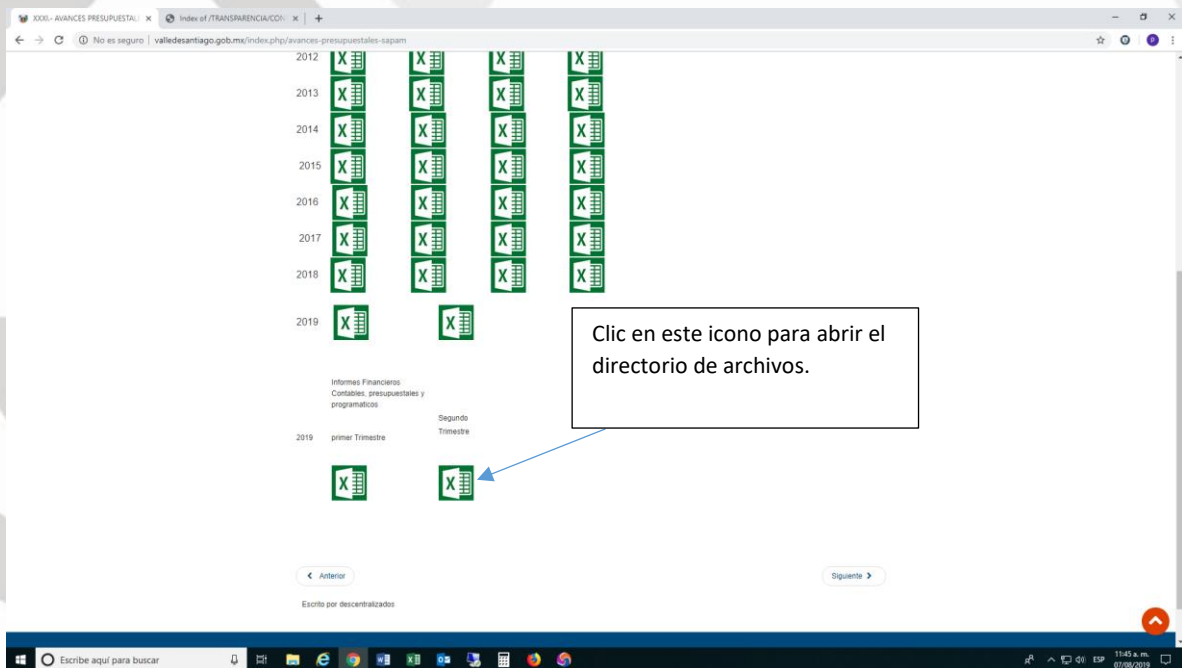 XXXI.- AVANCES PRESUPUESTAL
Index of /TRANSPARENCIA/CON
No es seguro | valledesantiago.gob.mx/index.php/avances-presupuestales-sapam
2012
2013
2014
2015
2016
2017
2018
2019
Clic en este icono para abrir el
directorio de archivos.
Informes Financieros
Contables, presupuestales y
programaticos
Segundo
Trimestre
2019 primer Trimestre
Anterior
Siguiente
Escrito por descentralizados
Escribe aquí para buscar
ESP
11:45 a. m.
07/08/2019